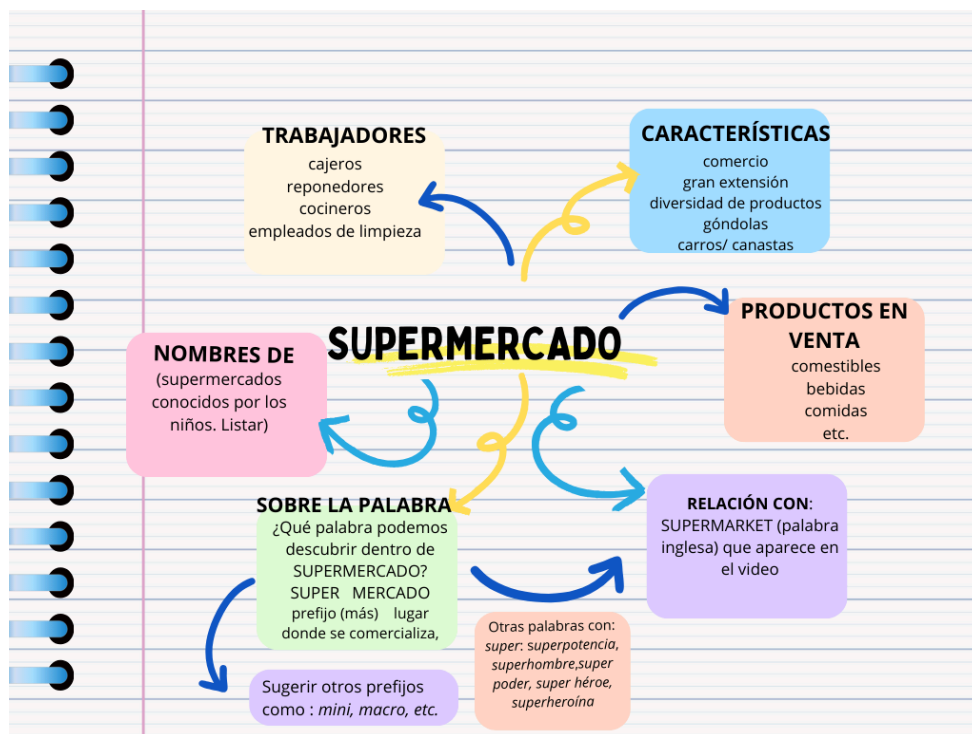 TRABAJADORES
cajeros
reponedores
cocineros
empleados de limpieza
CARACTERÍSTICAS
comercio
gran extensión
diversidad de productos
góndolas
carros/ canastas
SUPERMERCADO
PRODUCTOS EN
VENTA
comestibles
bebidas
comidas
etc.
NOMBRES DE
(supermercados
conocidos por los
niños. Listar)
SOBRE LA PALABRA
¿Qué palabra podemos
descubrir dentro de
SUPERMERCADO?
SUPER MERCADO
prefijo (más) lugar
donde se comercializa,
RELACIÓN CON:
SUPERMARKET (palabra
inglesa) que aparece en
el video
Otras palabras con:
super: superpotencia,
superhombre,super
poder, super héroe,
superheroína
Sugerir otros prefijos
como : mini, macro, etc.